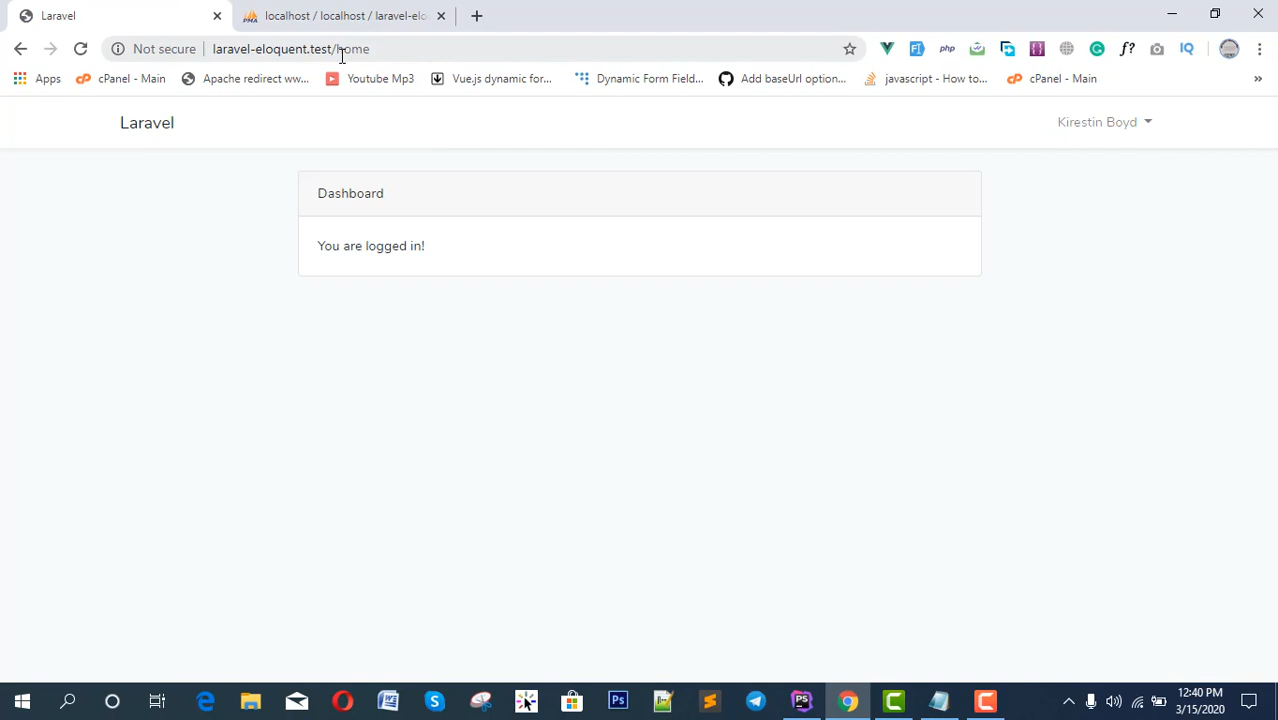 Laravel
localhost / localhost / laravel-elo
Not secure
laravel-eloquent.test/home
php
f?
IQ
Apps
cPanel - Main
Apache redirect ww...
Youtube Mp3
Vue.js dynamic for...
Dynamic Form Field...
Add baseUrl option...
javascript - How to...
cPanel - Main
»
Laravel
Kirestin Boyd
Dashboard
You are logged in!
12:40 PM
3/15/2020